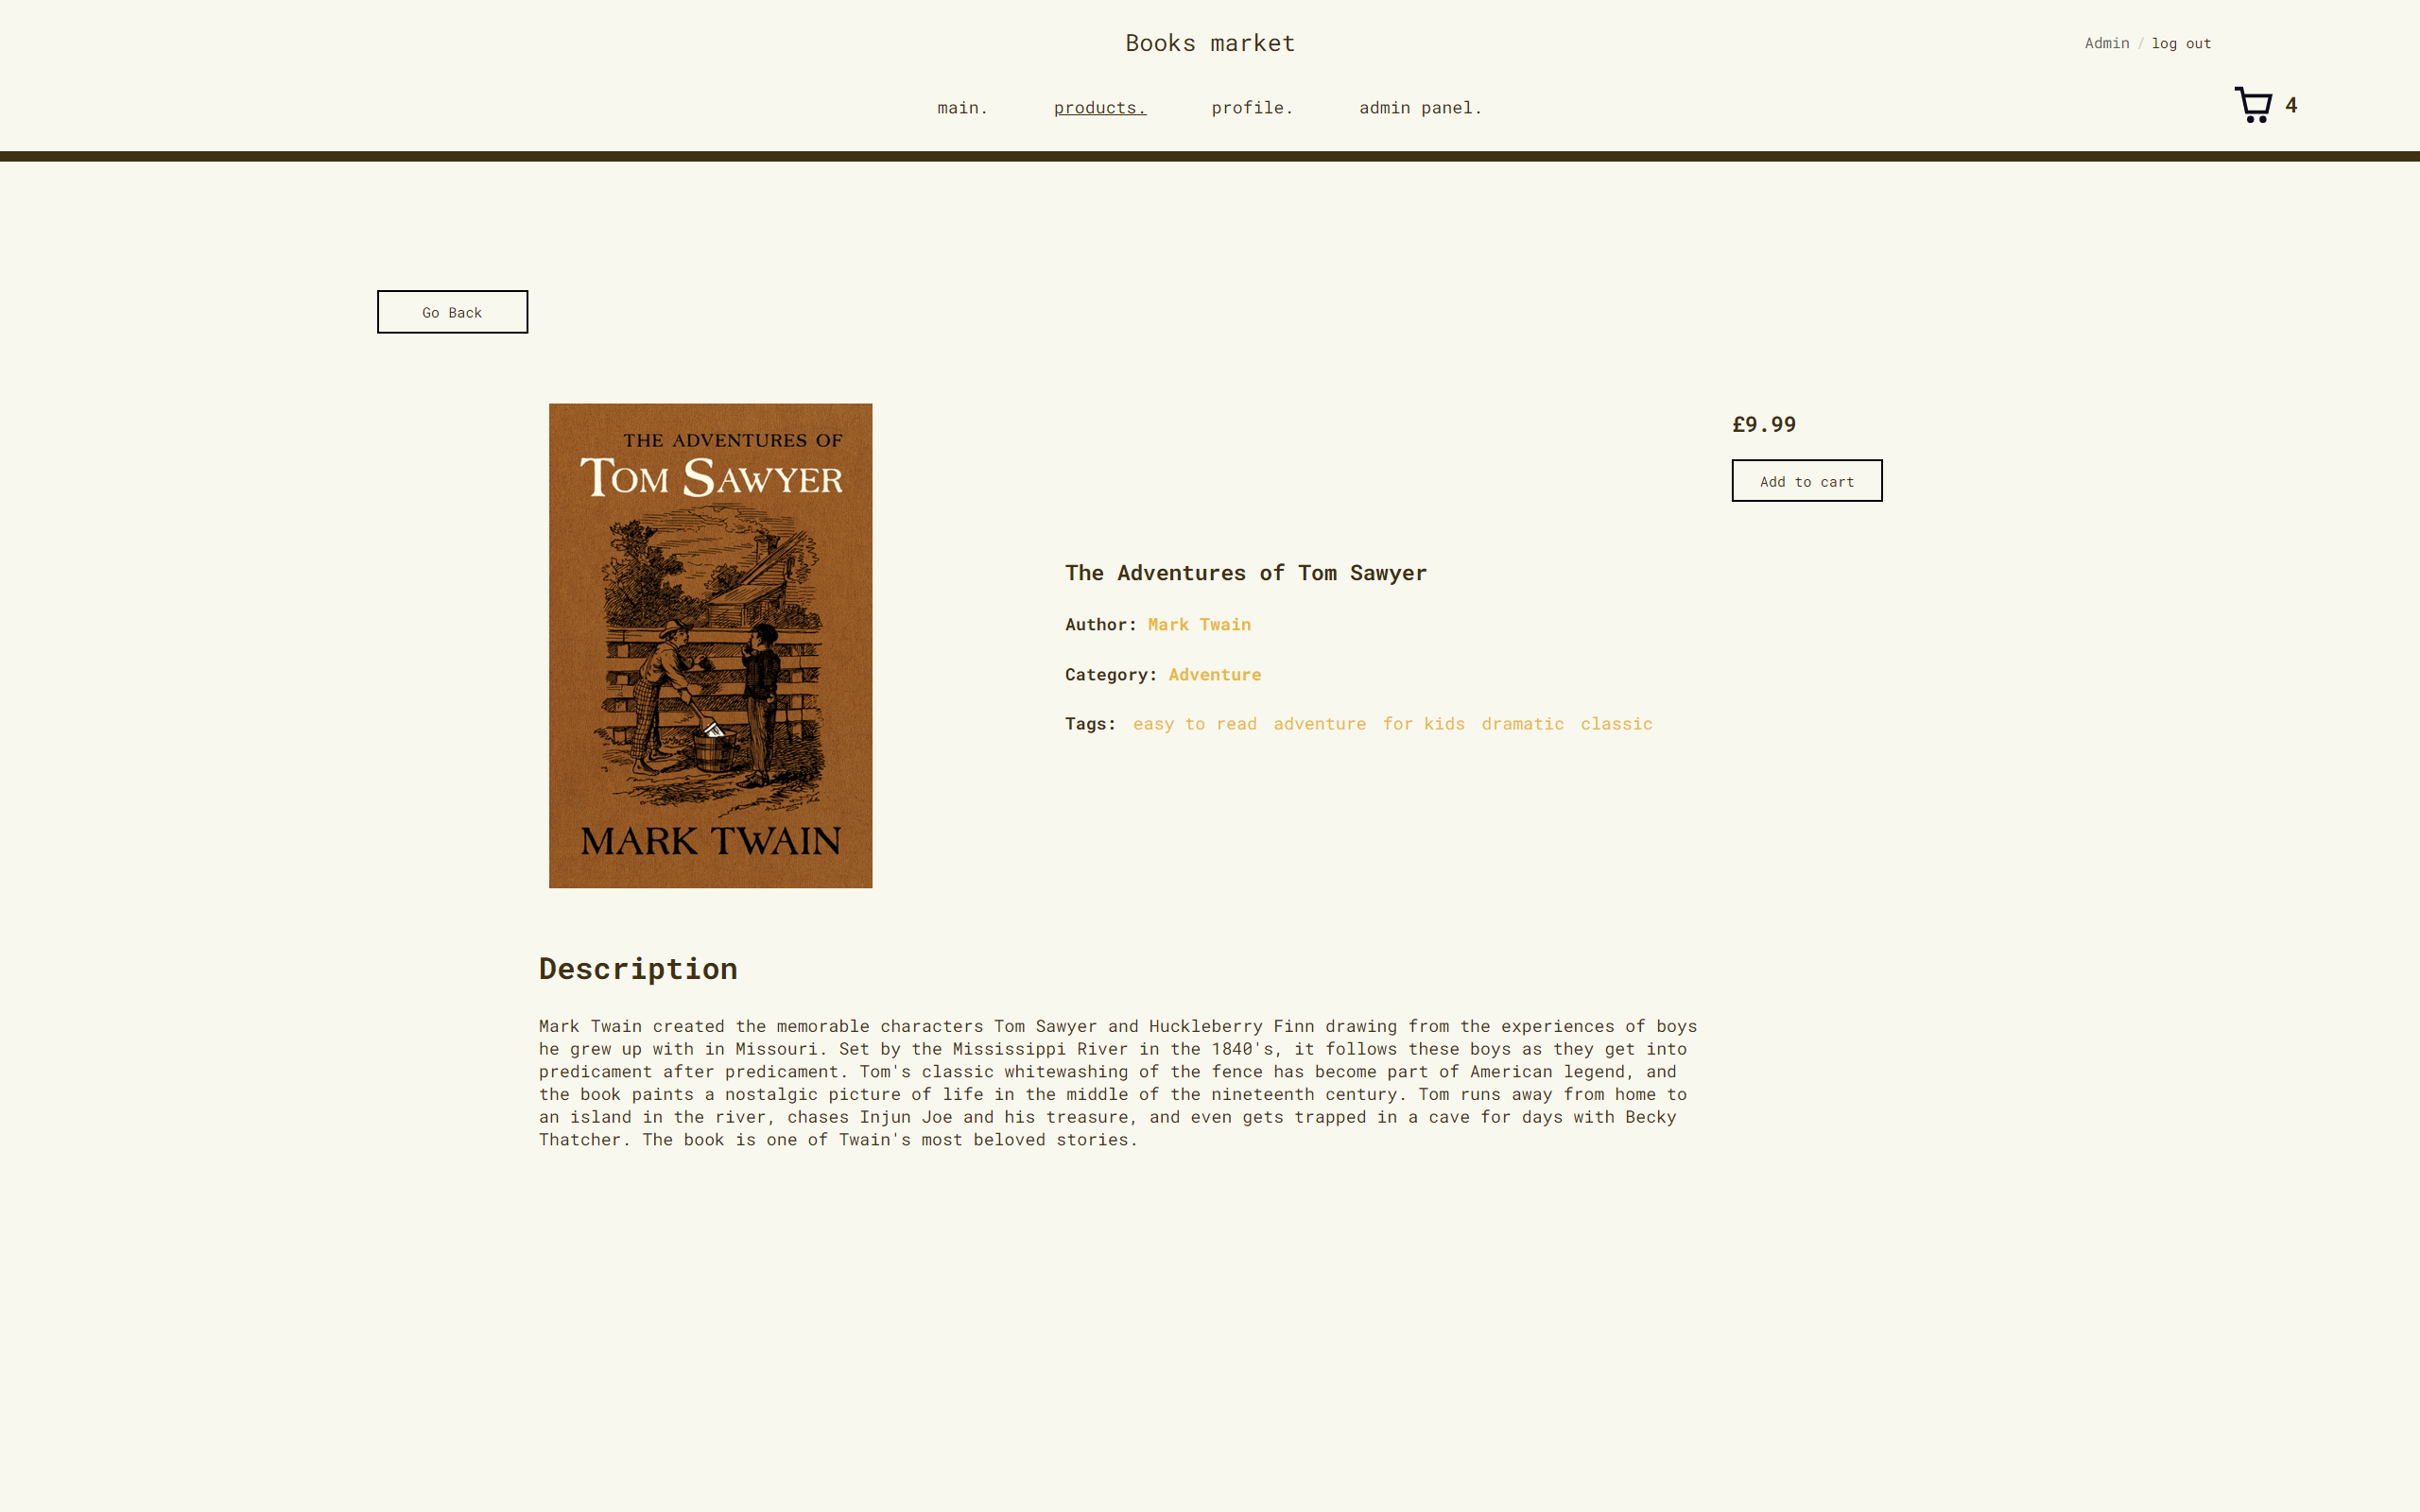 Books market
Admin / log out
main. products. profile. admin panel.
4
Go Back
THE ADVENTURES OF
TOM SAWYER
MARK TWAIN
£9.99
Add to cart
The Adventures of Tom Sawyer
Author: Mark Twain
Category: Adventure
Tags: easy to read adventure for kids dramatic classic
Description
Mark Twain created the memorable characters Tom Sawyer and Huckleberry Finn drawing from the experiences of boys
he grew up with in Missouri. Set by the Mississippi River in the 1840's, it follows these boys as they get into
predicament after predicament. Tom's classic whitewashing of the fence has become part of American legend, and
the book paints a nostalgic picture of life in the middle of the nineteenth century. Tom runs away from home to
an island in the river, chases Injun Joe and his treasure, and even gets trapped in a cave for days with Becky
Thatcher. The book is one of Twain's most beloved stories.